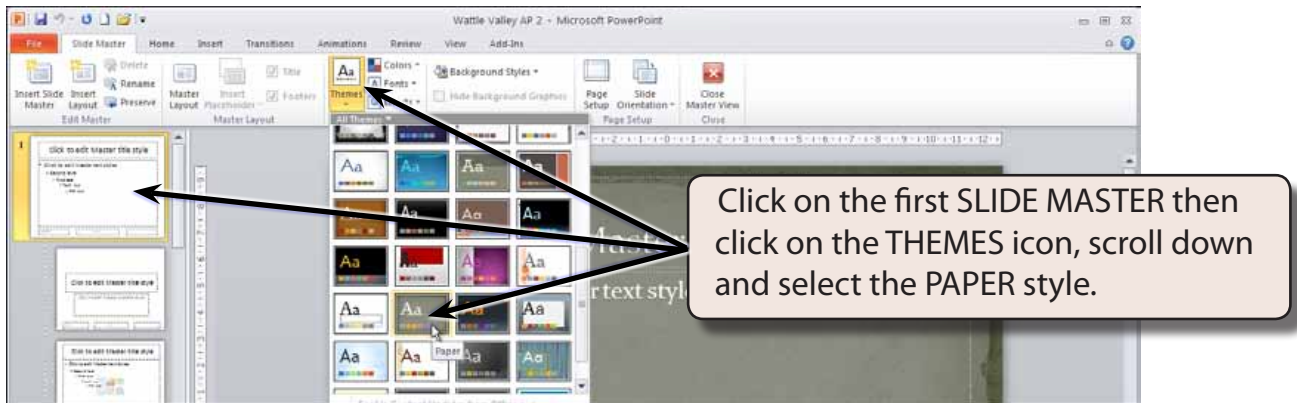 Wattle Valley AP 2 - Microsoft PowerPoint
File Slide Master Home Insert Transitions Animations Review View Add-Ins
Insert Slide Master
Insert Layout
Delete
Rename
Preserve
Edit Master
Master Layout
Insert Placeholder
Title
Footers
Master Layout
Aa
Themes
Colors
Fonts
Background Styles
Hide Background Graphics
Page Setup
Slide Orientation
Page Setup
Close Master View
Close
All Themes
1
Click to edit Master title style
Click to edit Master title style
Click to edit Master title style
Aa Aa Aa Aa
Aa Aa Aa Aa
Aa Aa Aa Aa
Aa Aa Aa Aa
Paper
Aa Aa Aa Aa
Master
r text styl
Click on the first SLIDE MASTER then
click on the THEMES icon, scroll down
and select the PAPER style.